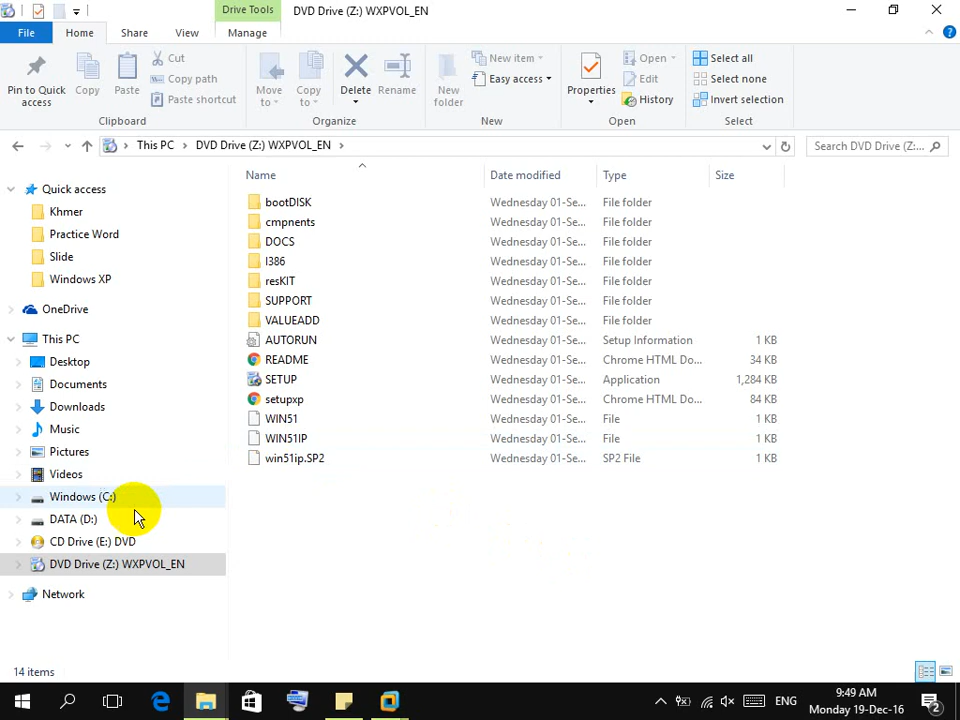 Drive Tools
DVD Drive (Z:) WXPVOL_EN
File
Home
Share
View
Manage
Pin to Quick access
Copy
Paste
Cut
Copy path
Paste shortcut
Clipboard
Move to
Copy to
Delete
Rename
Organize
New folder
New item
Easy access
New
Properties
Open
Edit
History
Open
Select all
Select none
Invert selection
Select
This PC
DVD Drive (Z:) WXPVOL_EN
Search DVD Drive (Z:...
Name
Date modified
Type
Size
bootDISK Wednesday 01-Se... File folder
cmpnents Wednesday 01-Se... File folder
DOCS Wednesday 01-Se... File folder
I386 Wednesday 01-Se... File folder
resKIT Wednesday 01-Se... File folder
SUPPORT Wednesday 01-Se... File folder
VALUEADD Wednesday 01-Se... File folder
AUTORUN Wednesday 01-Se... Setup Information 1 KB
README Wednesday 01-Se... Chrome HTML Do... 34 KB
SETUP Wednesday 01-Se... Application 1,284 KB
setupxp Wednesday 01-Se... Chrome HTML Do... 84 KB
WIN51 Wednesday 01-Se... File 1 KB
WIN51IP Wednesday 01-Se... File 1 KB
win51ip.SP2 Wednesday 01-Se... SP2 File 1 KB
Quick access
Khmer
Practice Word
Slide
Windows XP
OneDrive
This PC
Desktop
Documents
Downloads
Music
Pictures
Videos
Windows (C:)
DATA (D:)
CD Drive (E:) DVD
DVD Drive (Z:) WXPVOL_EN
Network
14 items
ENG
9:49 AM
Monday 19-Dec-16
2